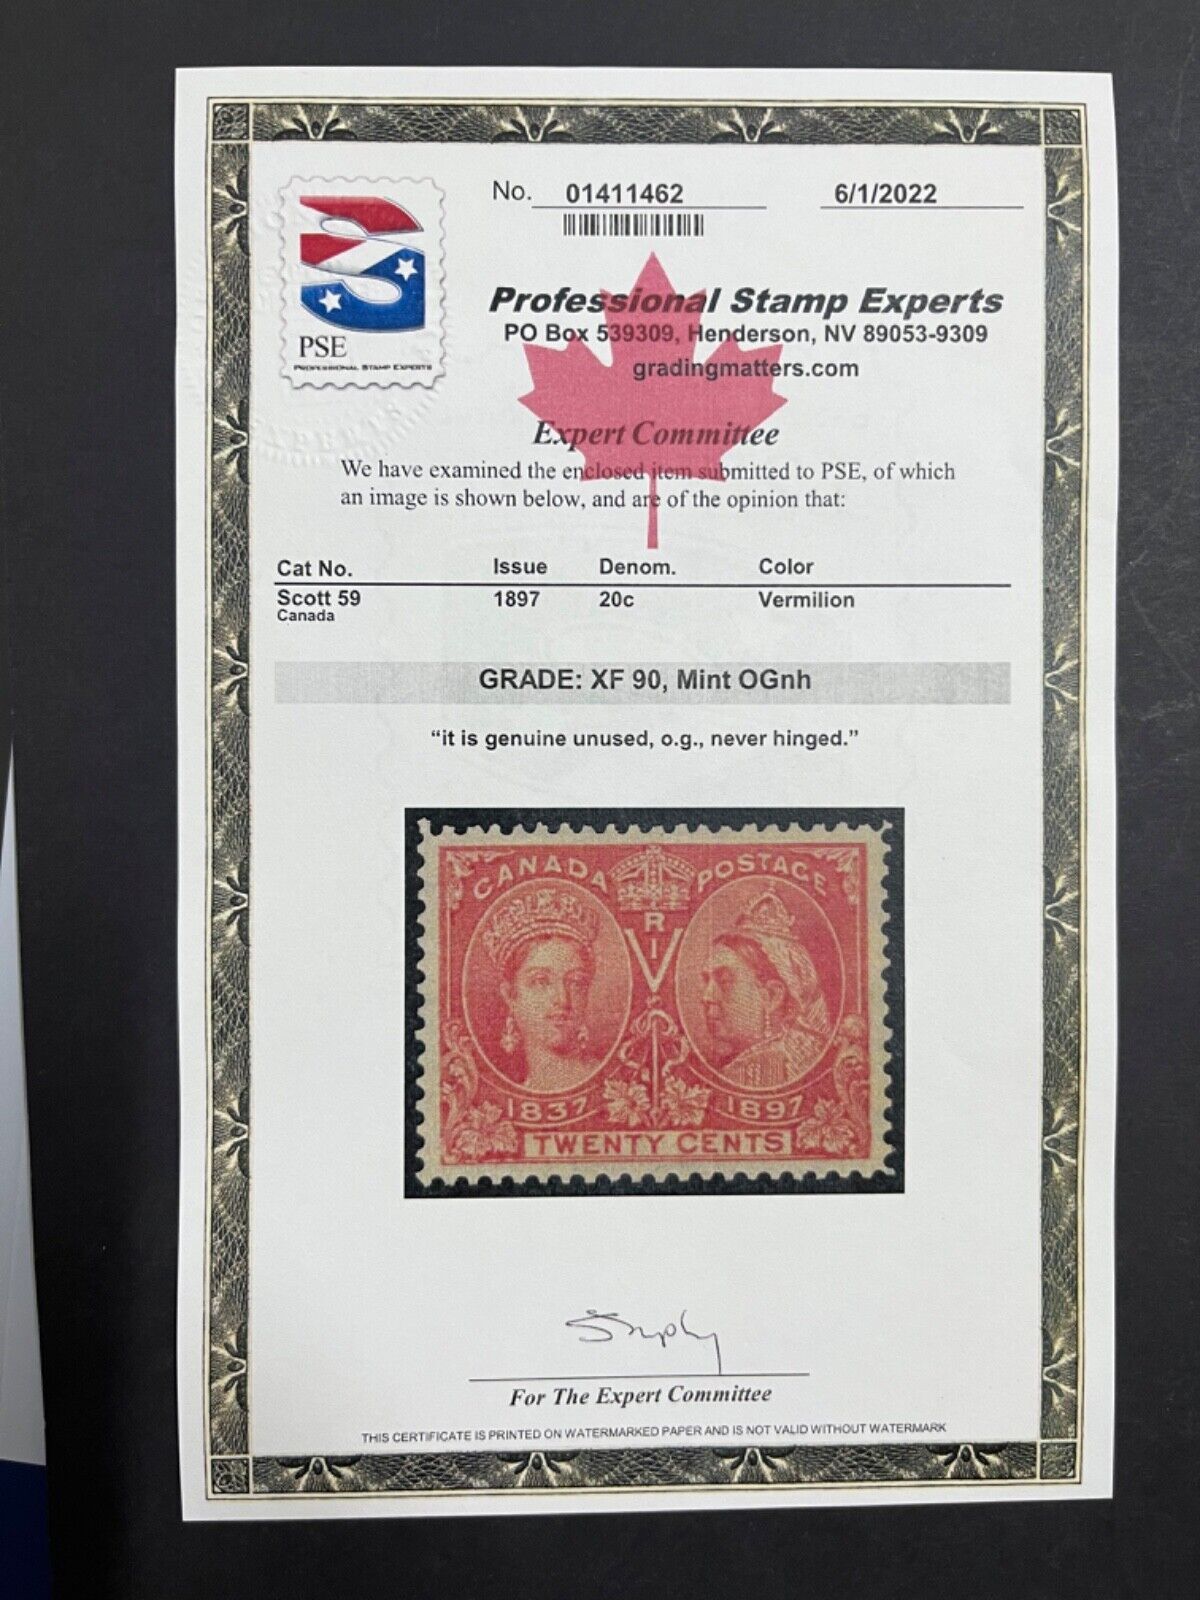 No. 01411462 6/1/2022
PSE
PROFESSIONAL STAMP EXPERTS
Professional Stamp Experts
PO Box 539309, Henderson, NV 89053-9309
gradingmatters.com
EXPERTS
Expert Committee
We have examined the enclosed item submitted to PSE, of which
an image is shown below, and are of the opinion that:
Cat No. Issue Denom. Color
Scott 59 1897 20c Vermilion
Canada
GRADE: XF 90, Mint OGnh
“it is genuine unused, o.g., never hinged.”
CANADA POSTAGE
R I
V
1837 1897
TWENTY CENTS
For The Expert Committee
THIS CERTIFICATE IS PRINTED ON WATERMARKED PAPER AND IS NOT VALID WITHOUT WATERMARK